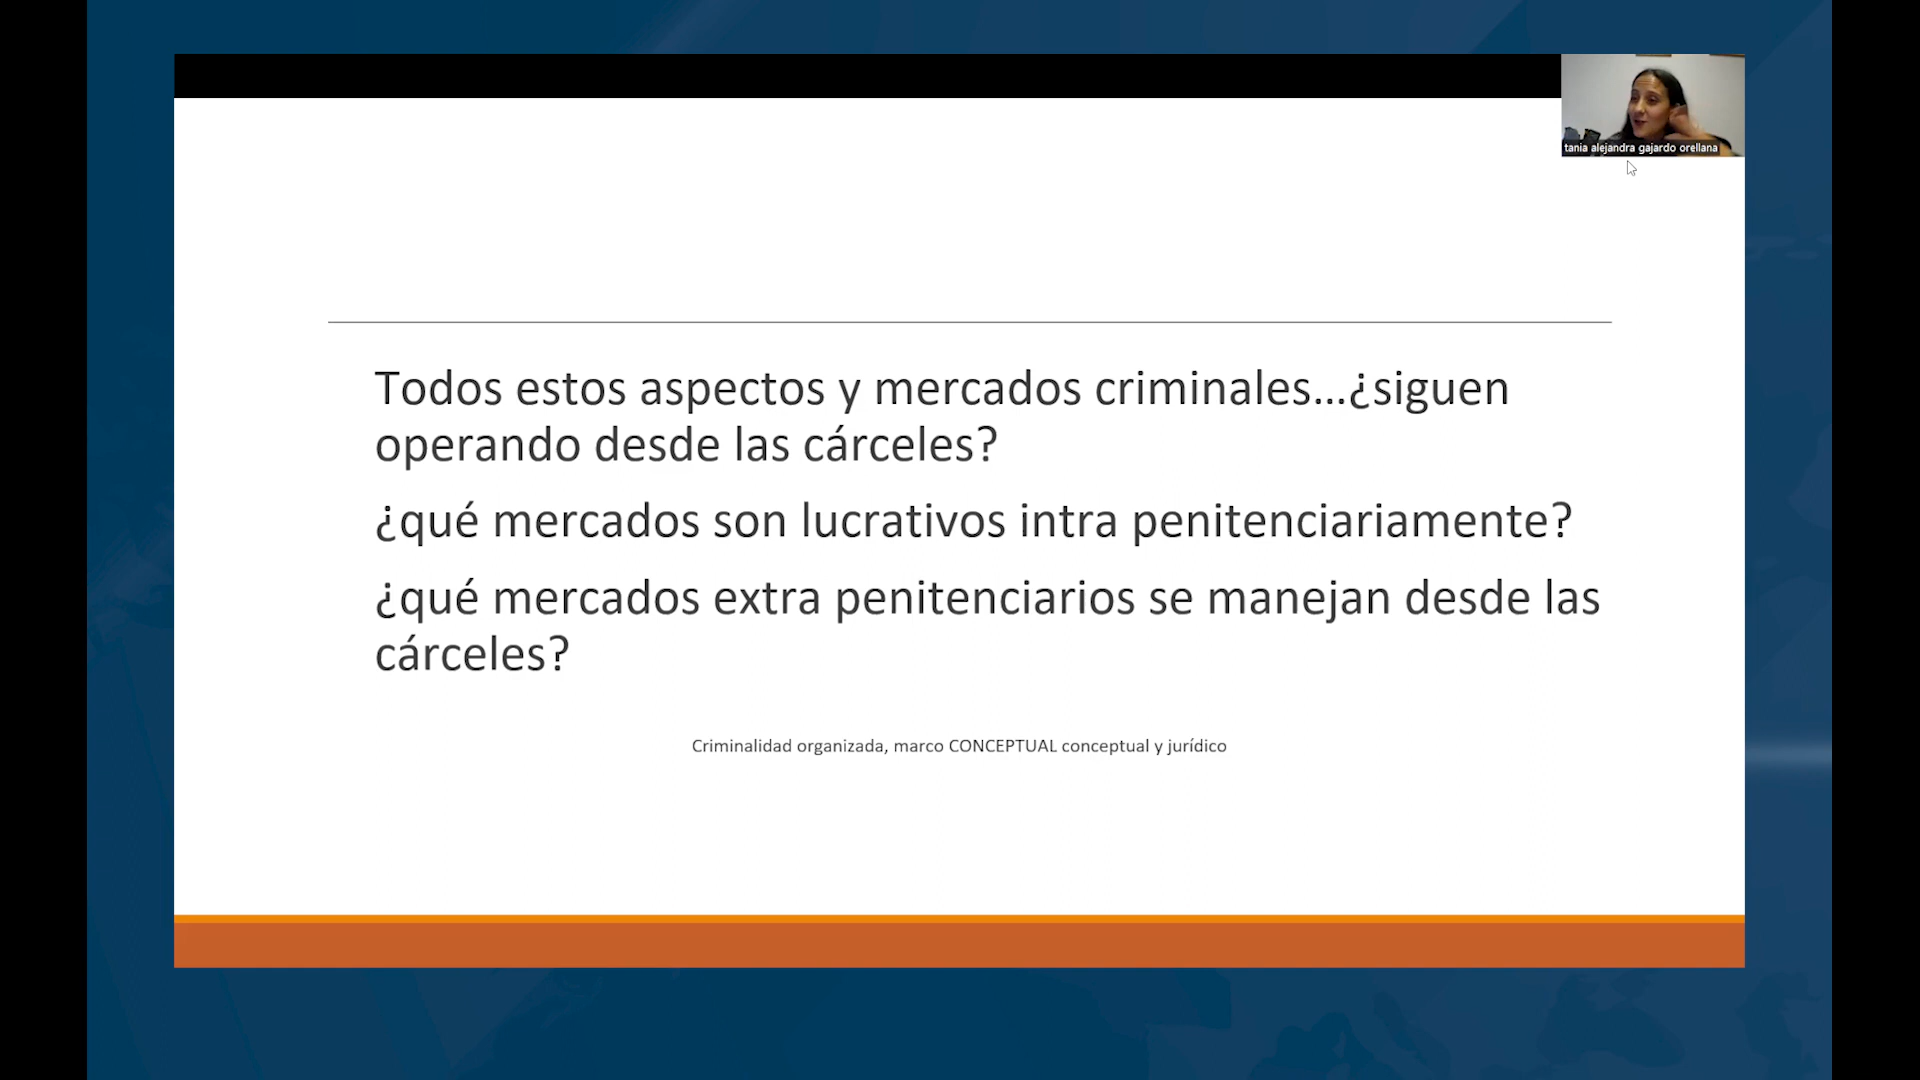 tania alejandra gajardo orellana
Todos estos aspectos y mercados criminales...¿siguen
operando desde las cárceles?
¿qué mercados son lucrativos intra penitenciariamente?
¿qué mercados extra penitenciarios se manejan desde las
cárceles?
Criminalidad organizada, marco CONCEPTUAL conceptual y jurídico